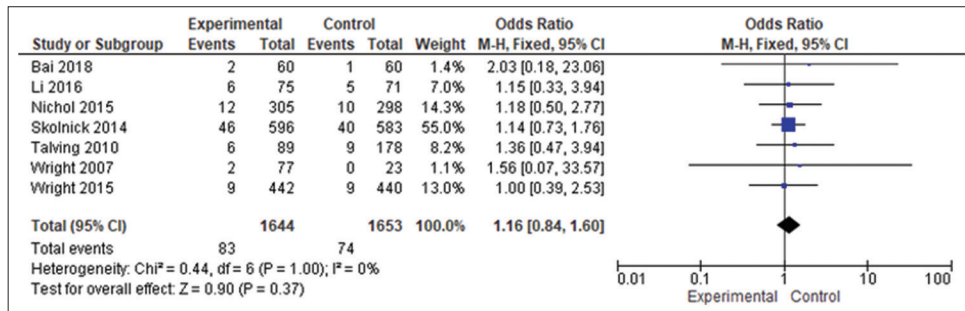 Experimental Control Odds Ratio Odds Ratio
Study or Subgroup Events Total Events Total Weight M-H, Fixed, 95% CI M-H, Fixed, 95% CI
Bai 2018 2 60 1 60 1.4% 2.03 [0.18, 23.06]
Li 2016 6 75 5 71 7.0% 1.15 [0.33, 3.94]
Nichol 2015 12 305 10 298 14.3% 1.18 [0.50, 2.77]
Skolnick 2014 46 596 40 583 55.0% 1.14 [0.73, 1.76]
Talving 2010 6 89 9 178 8.2% 1.36 [0.47, 3.94]
Wright 2007 2 77 0 23 1.1% 1.56 [0.07, 33.57]
Wright 2015 9 442 9 440 13.0% 1.00 [0.39, 2.53]
Total (95% CI) 1644 1653 100.0% 1.16 [0.84, 1.60]
Total events 83 74
Heterogeneity: Chi² = 0.44, df = 6 (P = 1.00); I² = 0%
Test for overall effect: Z = 0.90 (P = 0.37)
0.01 0.1 1 10 100
Experimental Control